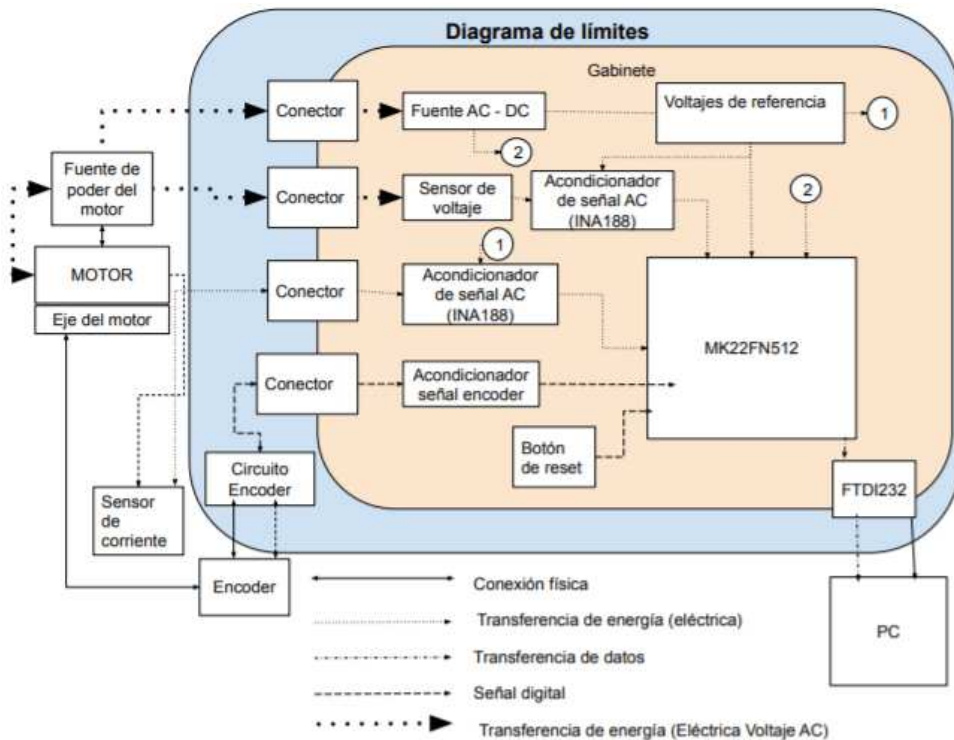 Diagrama de límites
Gabinete
Conector
Fuente AC - DC
Voltajes de referencia
1
2
Fuente de
poder del
motor
Conector
Sensor de
voltaje
Acondicionador
de señal AC
(INA188)
2
1
MOTOR
Eje del motor
Conector
Acondicionador
de señal AC
(INA188)
MK22FN512
Conector
Acondicionador
señal encoder
Botón
de reset
Circuito
Encoder
FTDI232
Sensor
de
corriente
Encoder
PC
Conexión física
Transferencia de energía (eléctrica)
Transferencia de datos
Señal digital
Transferencia de energía (Eléctrica Voltaje AC)